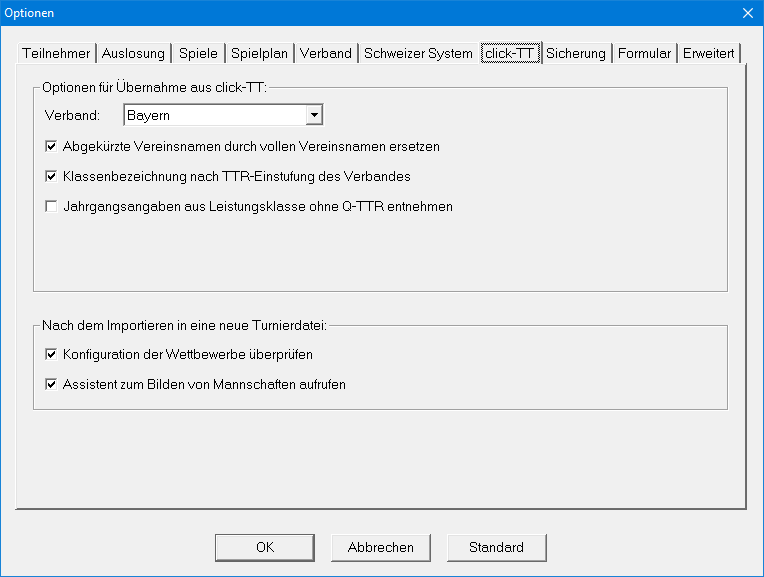 Optionen
Teilnehmer Auslosung Spiele Spielplan Verband Schweizer System click-TT Sicherung Formular Erweitert
Optionen für Übernahme aus click-TT:
Verband: Bayern
Abgekürzte Vereinsnamen durch vollen Vereinsnamen ersetzen
Klassenbezeichnung nach TTR-Einstufung des Verbandes
Jahrgangsangaben aus Leistungsklasse ohne Q-TTR entnehmen
Nach dem Importieren in eine neue Turnierdatei:
Konfiguration der Wettbewerbe überprüfen
Assistent zum Bilden von Mannschaften aufrufen
OK Abbrechen Standard